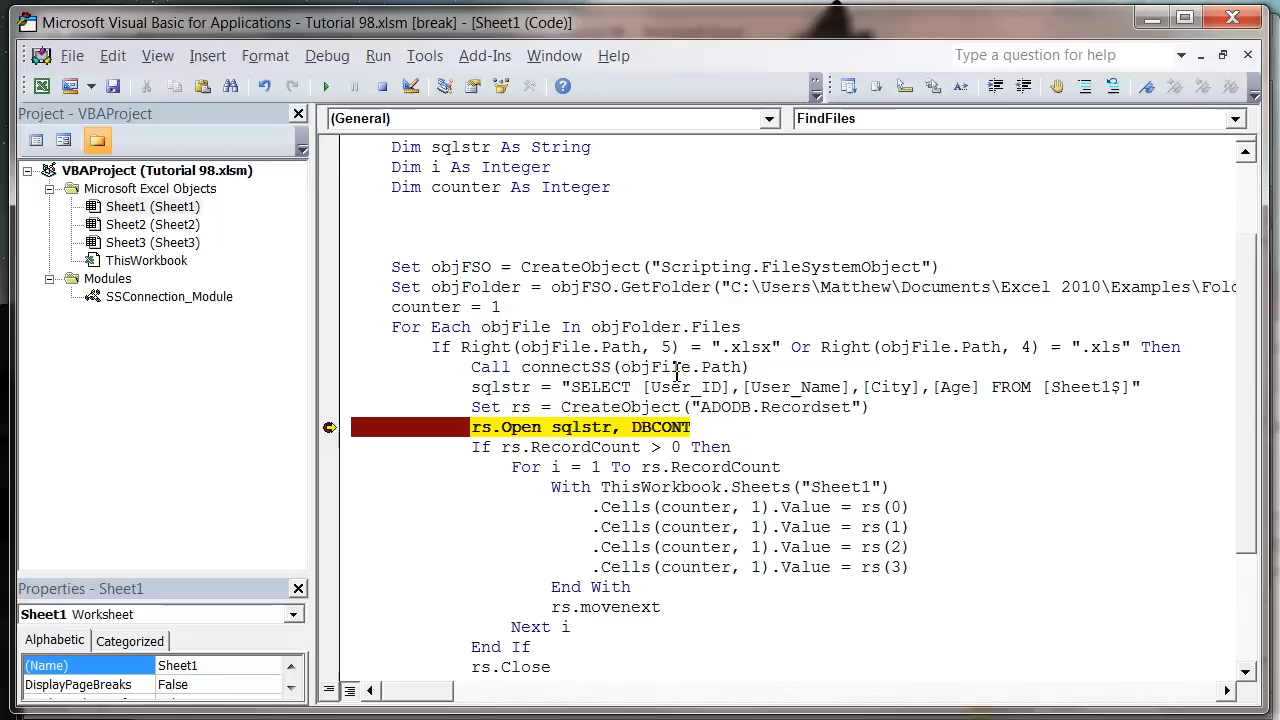 Microsoft Visual Basic for Applications - Tutorial 98.xlsm [break] - [Sheet1 (Code)]
File Edit View Insert Format Debug Run Tools Add-Ins Window Help
Type a question for help
Project - VBAProject
VBAProject (Tutorial 98.xlsm)
Microsoft Excel Objects
Sheet1 (Sheet1)
Sheet2 (Sheet2)
Sheet3 (Sheet3)
ThisWorkbook
Modules
SSConnection_Module
Properties - Sheet1
Sheet1 Worksheet
Alphabetic Categorized
(Name) Sheet1
DisplayPageBreaks False
(General) FindFiles
Dim sqlstr As String
Dim i As Integer
Dim counter As Integer
Set objFSO = CreateObject("Scripting.FileSystemObject")
Set objFolder = objFSO.GetFolder("C:\Users\Matthew\Documents\Excel 2010\Examples\Fol
counter = 1
For Each objFile In objFolder.Files
If Right(objFile.Path, 5) = ".xlsx" Or Right(objFile.Path, 4) = ".xls" Then
Call connectSS(objFile.Path)
sqlstr = "SELECT [User_ID],[User_Name],[City],[Age] FROM [Sheet1$]"
Set rs = CreateObject("ADODB.Recordset")
rs.Open sqlstr, DBCONT
If rs.RecordCount > 0 Then
For i = 1 To rs.RecordCount
With ThisWorkbook.Sheets("Sheet1")
.Cells(counter, 1).Value = rs(0)
.Cells(counter, 1).Value = rs(1)
.Cells(counter, 1).Value = rs(2)
.Cells(counter, 1).Value = rs(3)
End With
rs.movenext
Next i
End If
rs.Close